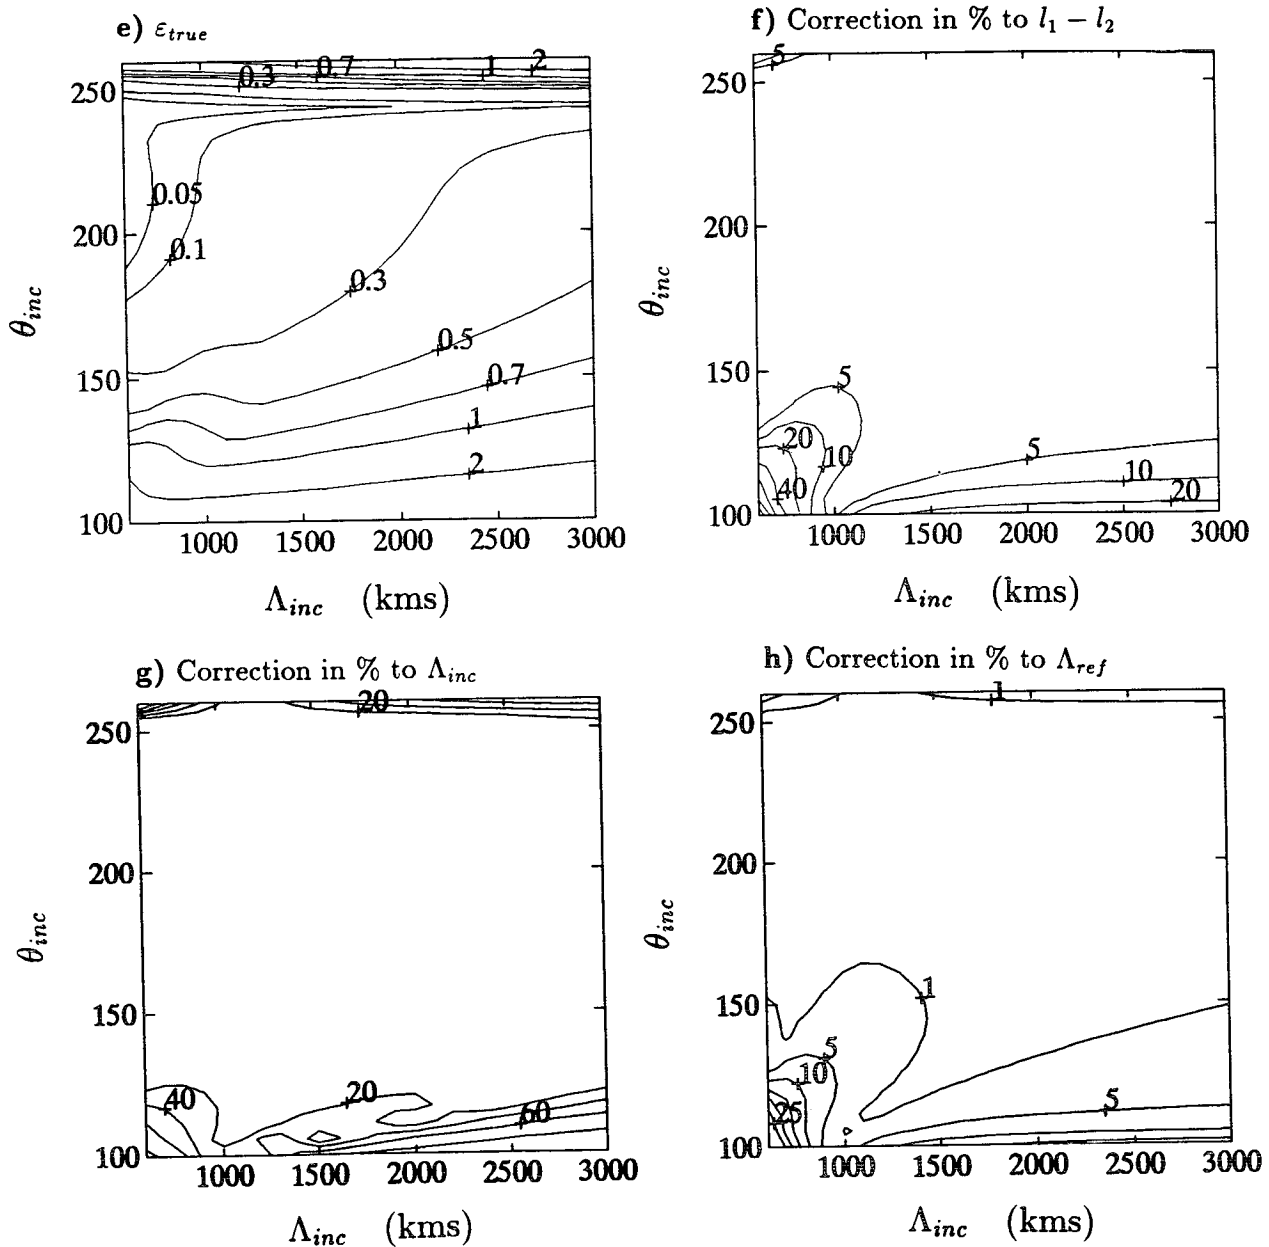 e) ε_true
0.3 0.7 1 2
250
0.05
200
0.1
0.3
θ_inc
0.5
150
0.7
1
2
100
1000 1500 2000 2500 3000
Λ_inc (kms)
f) Correction in % to l₁ − l₂
5
250
200
θ_inc
150
5
20
10
5
10
40
20
100
1000 1500 2000 2500 3000
Λ_inc (kms)
g) Correction in % to Λ_inc
20
250
200
θ_inc
150
40
20
60
100
1000 1500 2000 2500 3000
Λ_inc (kms)
h) Correction in % to Λ_ref
1
250
200
θ_inc
150
1
5
10
5
25
100
1000 1500 2000 2500 3000
Λ_inc (kms)